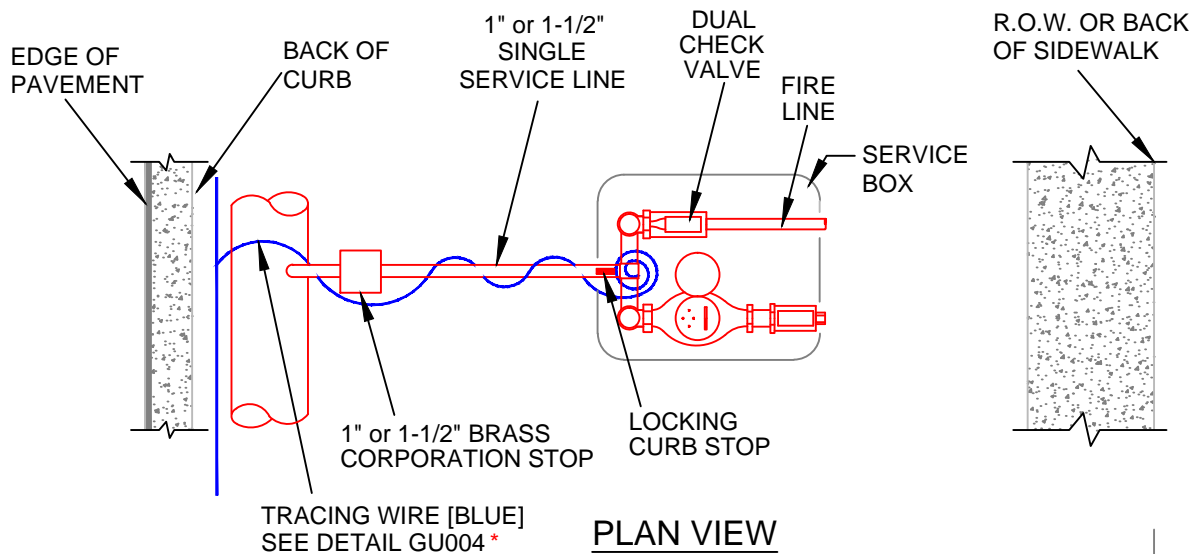 EDGE OF
PAVEMENT
BACK OF
CURB
1" or 1-1/2"
SINGLE
SERVICE LINE
DUAL
CHECK
VALVE
FIRE
LINE
R.O.W. OR BACK
OF SIDEWALK
SERVICE
BOX
1" or 1-1/2" BRASS
CORPORATION STOP
LOCKING
CURB STOP
TRACING WIRE [BLUE]
SEE DETAIL GU004 *
PLAN VIEW